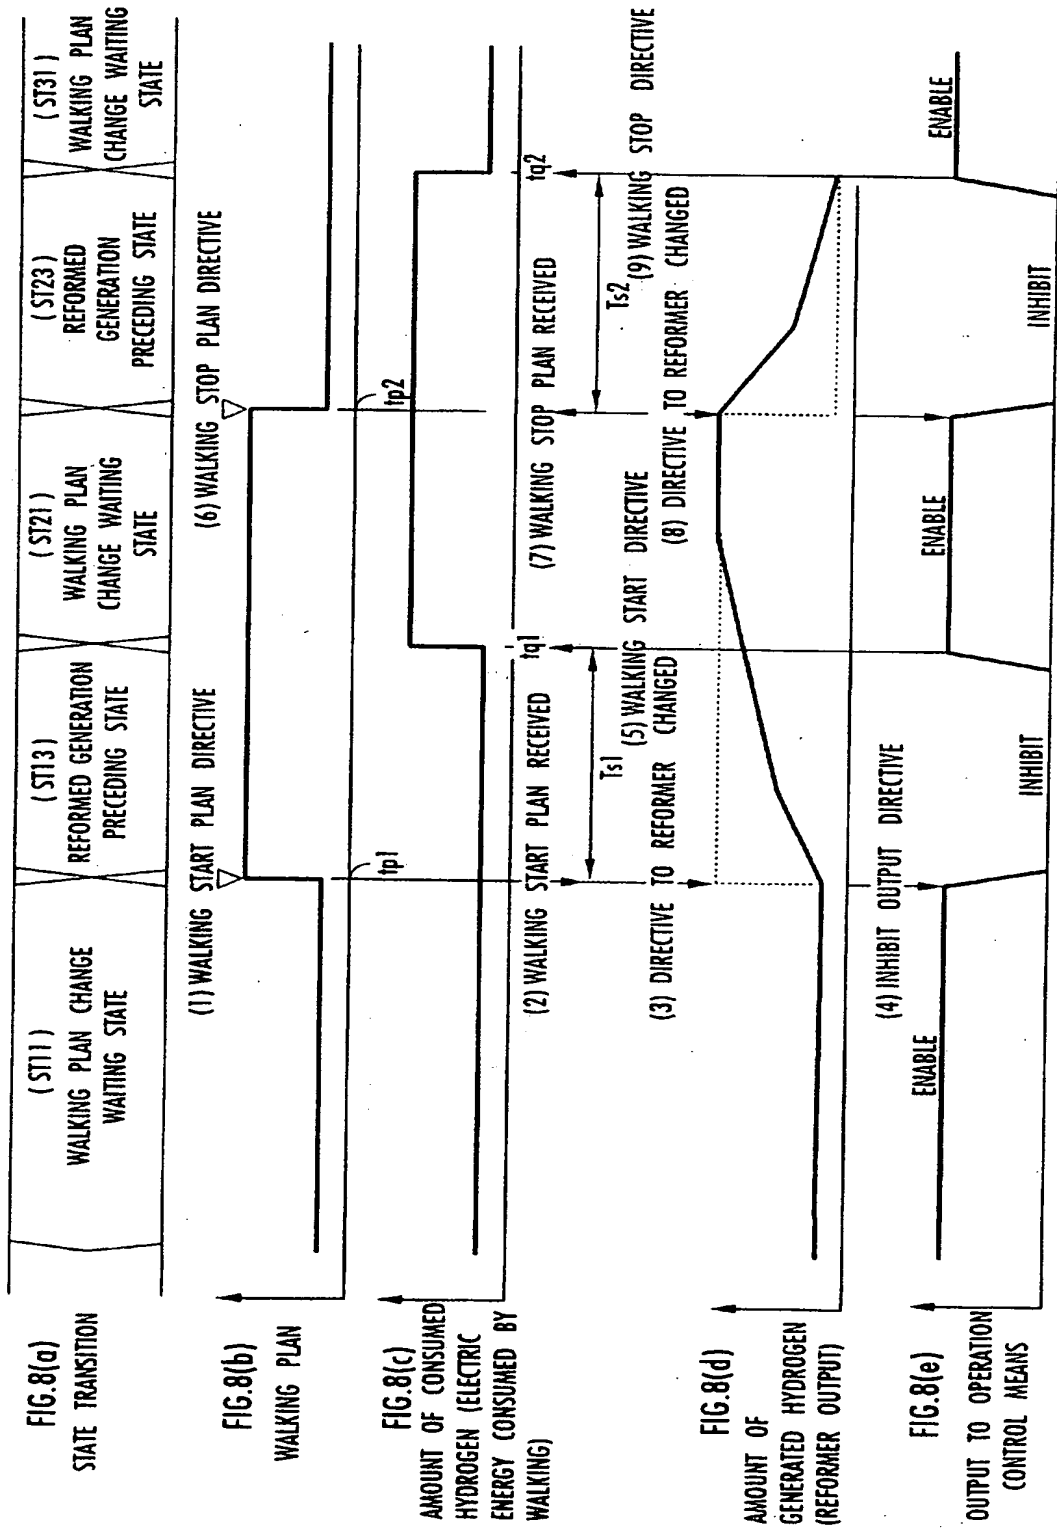 FIG.8(a)
STATE TRANSITION
(ST11)
WALKING PLAN CHANGE
WAITING STATE
(ST13)
REFORMED GENERATION
PRECEDING STATE
(ST21)
WALKING PLAN
CHANGE WAITING
STATE
(ST23)
REFORMED
GENERATION
PRECEDING STATE
(ST31)
WALKING PLAN
CHANGE WAITING
STATE
FIG.8(b)
WALKING PLAN
(1) WALKING START PLAN DIRECTIVE
(6) WALKING STOP PLAN DIRECTIVE
tp1
tp2
FIG.8(c)
AMOUNT OF CONSUMED
HYDROGEN (ELECTRIC
ENERGY CONSUMED BY
WALKING)
tq1
tq2
(2) WALKING START PLAN RECEIVED
(7) WALKING STOP PLAN RECEIVED
Ts1
Ts2
(5) WALKING START DIRECTIVE
(9) WALKING STOP DIRECTIVE
(3) DIRECTIVE TO REFORMER CHANGED
(8) DIRECTIVE TO REFORMER CHANGED
FIG.8(d)
AMOUNT OF
GENERATED HYDROGEN
(REFORMER OUTPUT)
(4) INHIBIT OUTPUT DIRECTIVE
FIG.8(e)
OUTPUT TO OPERATION
CONTROL MEANS
ENABLE
INHIBIT
ENABLE
INHIBIT
ENABLE